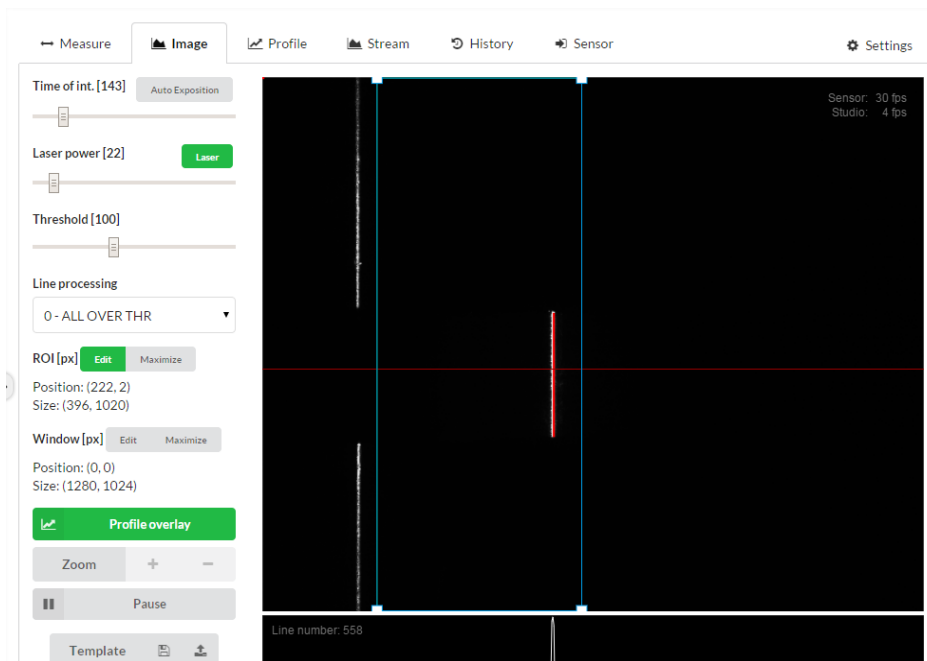 Measure Image Profile Stream History Sensor Settings
Time of int. [143] Auto Exposition
Sensor: 30 fps
Studio: 4 fps
Laser power [22] Laser
Threshold [100]
Line processing
0 - ALL OVER THR
ROI [px] Edit Maximize
Position: (222, 2)
Size: (396, 1020)
Window [px] Edit Maximize
Position: (0, 0)
Size: (1280, 1024)
Profile overlay
Zoom + −
Pause
Line number: 558
Template